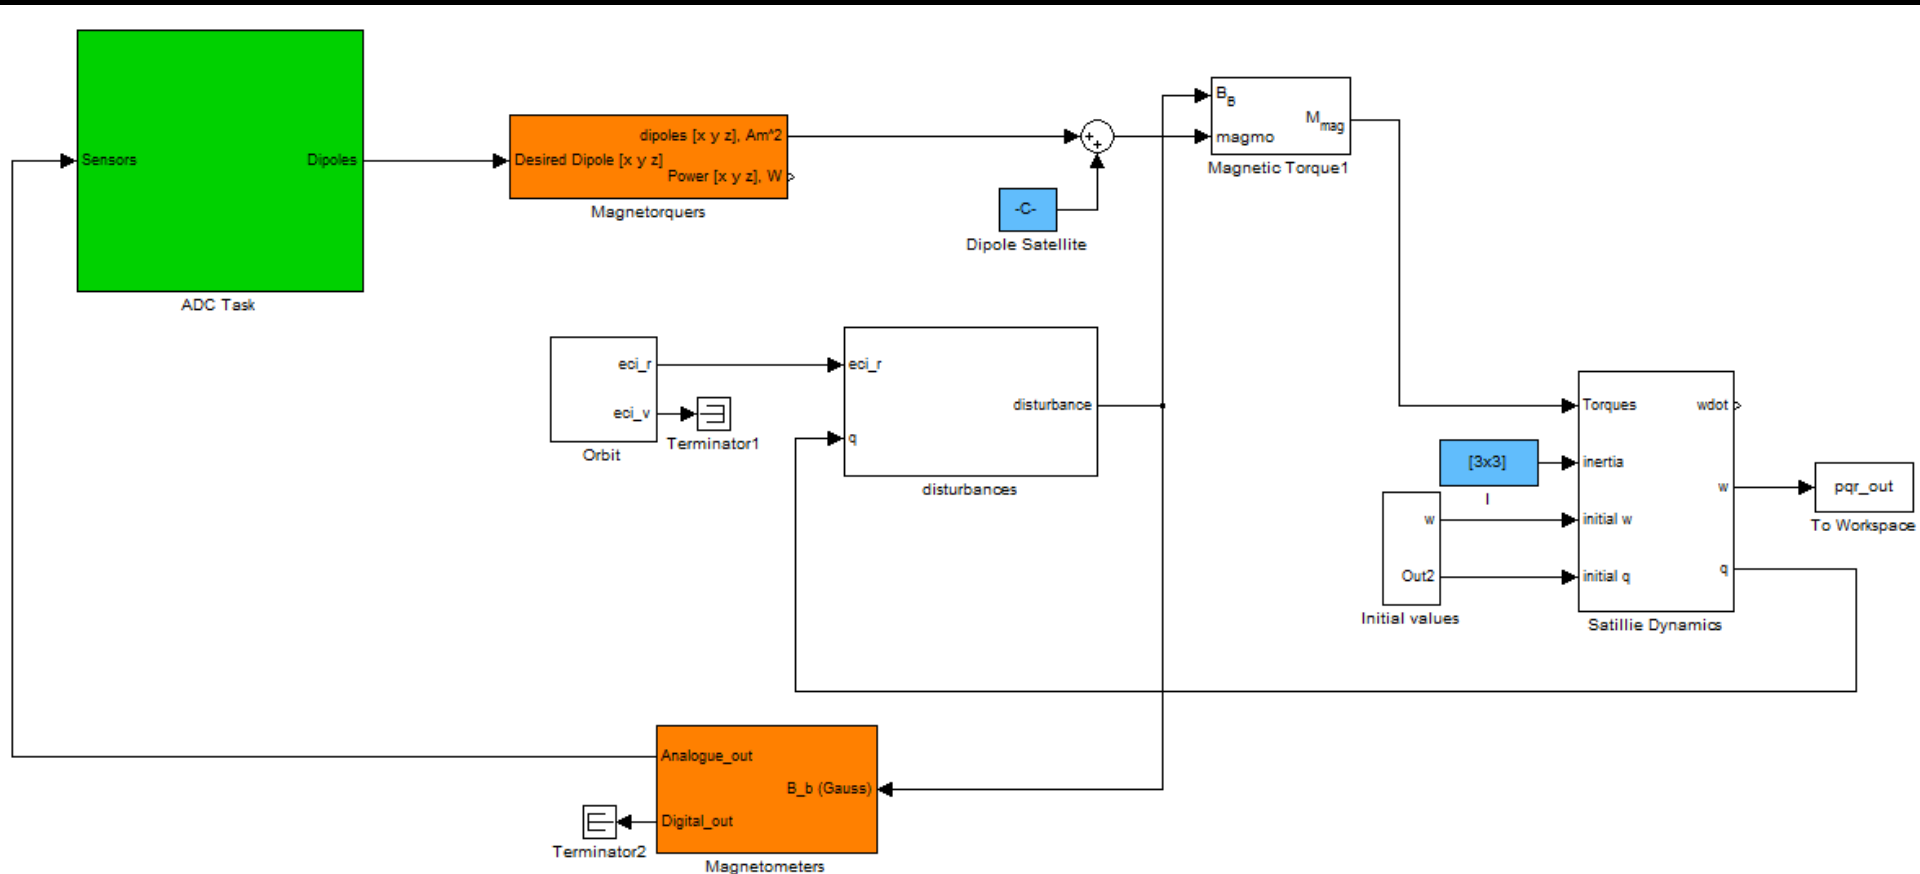 Sensors
Dipoles
ADC Task
dipoles [x y z], Am^2
Desired Dipole [x y z]
Power [x y z], W
Magnetorquers
-C-
Dipole Satellite
B_B
magmo
M_mag
Magnetic Torque1
eci_r
eci_v
Orbit
Terminator1
eci_r
q
disturbance
disturbances
Torques
inertia
initial w
initial q
wdot
w
q
Satillie Dynamics
[3x3]
I
w
Out2
Initial values
pqr_out
To Workspace
Analogue_out
B_b (Gauss)
Digital_out
Magnetometers
Terminator2